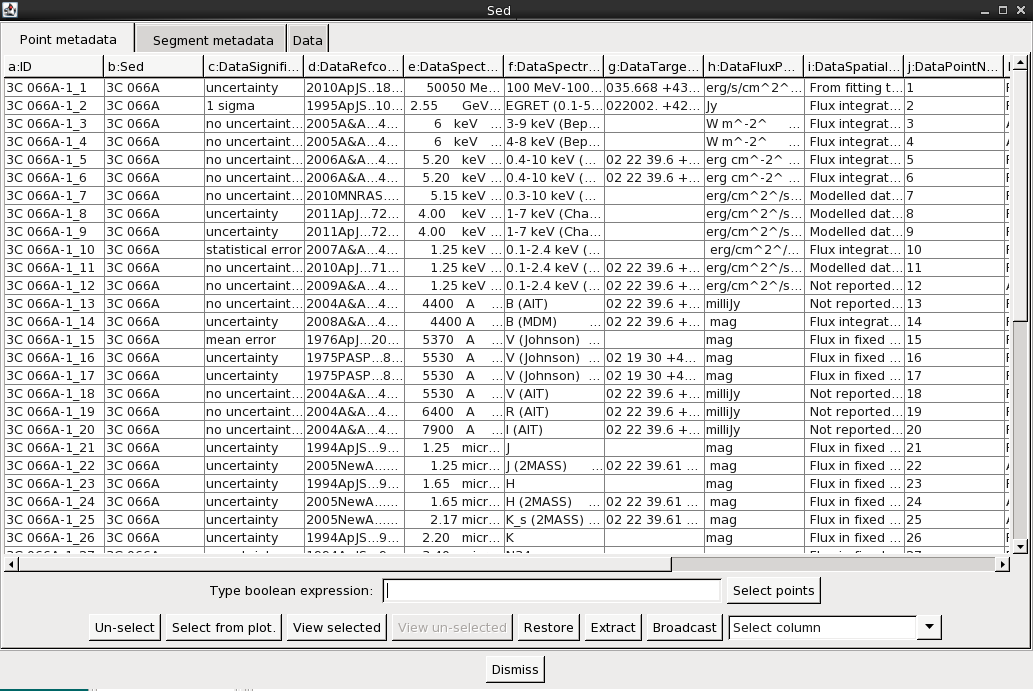 Sed
Point metadata Segment metadata Data
a:ID b:Sed c:DataSignifi... d:DataRefco... e:DataSpect... f:DataSpectr... g:DataTarge... h:DataFluxP... i:DataSpatial... j:DataPointN...
3C 066A-1_1 3C 066A uncertainty 2010ApJS..18... 50050 Me... 100 MeV-100... 035.668 +43... erg/s/cm^2^... From fitting t... 1
3C 066A-1_2 3C 066A 1 sigma 1995ApJS..10... 2.55 GeV... EGRET (0.1-5... 022002. +42... Jy Flux integrat... 2
3C 066A-1_3 3C 066A no uncertaint... 2005A&A...4... 6 keV ... 3-9 keV (Bep... W m^-2^ ... Flux integrat... 3
3C 066A-1_4 3C 066A no uncertaint... 2005A&A...4... 6 keV ... 4-8 keV (Bep... W m^-2^ ... Flux integrat... 4
3C 066A-1_5 3C 066A no uncertaint... 2006A&A...4... 5.20 keV ... 0.4-10 keV (... 02 22 39.6 +... erg cm^-2^ ... Flux integrat... 5
3C 066A-1_6 3C 066A no uncertaint... 2006A&A...4... 5.20 keV ... 0.4-10 keV (... 02 22 39.6 +... erg cm^-2^ ... Flux integrat... 6
3C 066A-1_7 3C 066A no uncertaint... 2010MNRAS.... 5.15 keV ... 0.3-10 keV (... erg/cm^2^/s... Modelled dat... 7
3C 066A-1_8 3C 066A uncertainty 2011ApJ...72... 4.00 keV ... 1-7 keV (Cha... erg/cm^2^/s... Modelled dat... 8
3C 066A-1_9 3C 066A uncertainty 2011ApJ...72... 4.00 keV ... 1-7 keV (Cha... erg/cm^2^/s... Modelled dat... 9
3C 066A-1_10 3C 066A statistical error 2007A&A...4... 1.25 keV ... 0.1-2.4 keV (... erg/cm^2^/... Flux integrat... 10
3C 066A-1_11 3C 066A no uncertaint... 2010ApJ...71... 1.25 keV ... 0.1-2.4 keV (... 02 22 39.6 +... erg/cm^2^/s... Modelled dat... 11
3C 066A-1_12 3C 066A no uncertaint... 2009A&A...4... 1.25 keV ... 0.1-2.4 keV (... 02 22 39.6 +... erg/cm^2^/s... Not reported... 12
3C 066A-1_13 3C 066A no uncertaint... 2004A&A...4... 4400 A ... B (AIT) 02 22 39.6 +... milliJy Not reported... 13
3C 066A-1_14 3C 066A uncertainty 2008A&A...4... 4400 A ... B (MDM) ... 02 22 39.6 +... mag Flux integrat... 14
3C 066A-1_15 3C 066A mean error 1976ApJ...20... 5370 A ... V (Johnson) ... mag Flux in fixed ... 15
3C 066A-1_16 3C 066A uncertainty 1975PASP...8... 5530 A ... V (Johnson) ... 02 19 30 +4... mag Flux in fixed ... 16
3C 066A-1_17 3C 066A uncertainty 1975PASP...8... 5530 A ... V (Johnson) ... 02 19 30 +4... mag Flux in fixed ... 17
3C 066A-1_18 3C 066A no uncertaint... 2004A&A...4... 5530 A ... V (AIT) 02 22 39.6 +... milliJy Not reported... 18
3C 066A-1_19 3C 066A no uncertaint... 2004A&A...4... 6400 A ... R (AIT) 02 22 39.6 +... milliJy Not reported... 19
3C 066A-1_20 3C 066A no uncertaint... 2004A&A...4... 7900 A ... I (AIT) 02 22 39.6 +... milliJy Not reported... 20
3C 066A-1_21 3C 066A uncertainty 1994ApJS...9... 1.25 micr... J mag Flux in fixed ... 21
3C 066A-1_22 3C 066A uncertainty 2005NewA...... 1.25 micr... J (2MASS) ... 02 22 39.61 ... mag Flux in fixed ... 22
3C 066A-1_23 3C 066A uncertainty 1994ApJS...9... 1.65 micr... H mag Flux in fixed ... 23
3C 066A-1_24 3C 066A uncertainty 2005NewA...... 1.65 micr... H (2MASS) ... 02 22 39.61 ... mag Flux in fixed ... 24
3C 066A-1_25 3C 066A uncertainty 2005NewA...... 2.17 micr... K_s (2MASS) ... 02 22 39.61 ... mag Flux in fixed ... 25
3C 066A-1_26 3C 066A uncertainty 1994ApJS...9... 2.20 micr... K mag Flux in fixed ... 26
Type boolean expression: Select points
Un-select Select from plot. View selected View un-selected Restore Extract Broadcast Select column
Dismiss